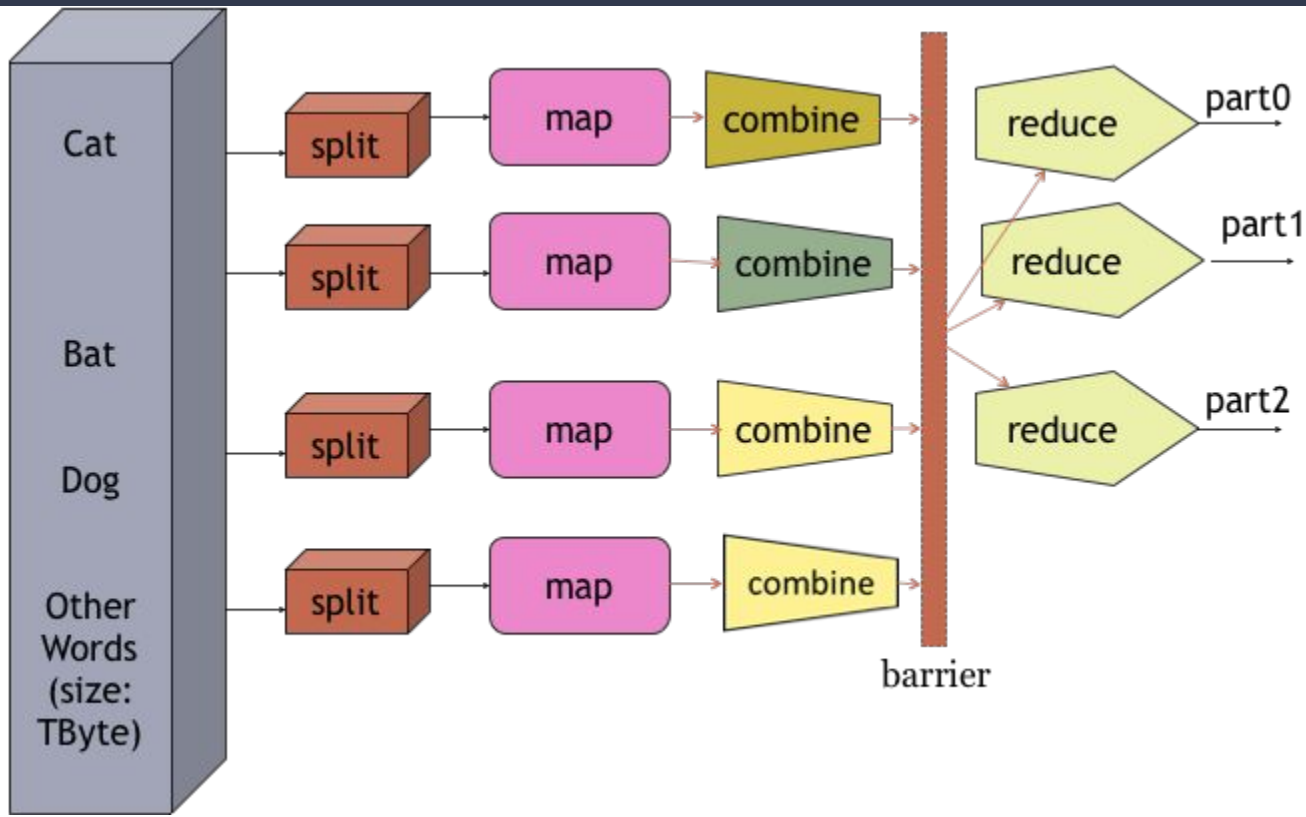 Cat
Bat
Dog
Other
Words
(size:
TByte)
split
map
combine
split
map
combine
split
map
combine
split
map
combine
barrier
reduce
part0
reduce
part1
reduce
part2